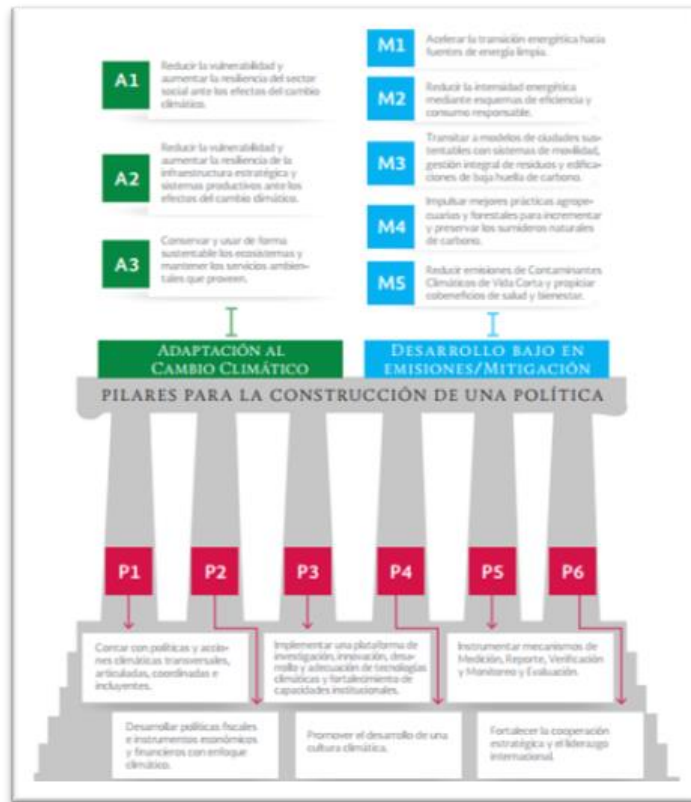 A1
Reducir la vulnerabilidad y
aumentar la resiliencia del sector
social ante los efectos del cambio
climático.
A2
Reducir la vulnerabilidad y
aumentar la resiliencia de la
infraestructura estratégica y
sistemas productivos ante los
efectos del cambio climático.
A3
Conservar y usar de forma
sustentable los ecosistemas y
mantener los servicios ambien-
tales que proveen.
M1
Acelerar la transición energética hacia
fuentes de energía limpia.
M2
Reducir la intensidad energética
mediante esquemas de eficiencia y
consumo responsable.
M3
Transitar a modelos de ciudades sus-
tentables con sistemas de movilidad,
gestión integral de residuos y edifica-
ciones de baja huella de carbono.
M4
Impulsar mejores prácticas agrope-
cuarias y forestales para incrementar
y preservar los sumideros naturales
de carbono.
M5
Reducir emisiones de Contaminantes
Climáticos de Vida Corta y propiciar
cobeneficios de salud y bienestar.
ADAPTACIÓN AL
CAMBIO CLIMÁTICO
DESARROLLO BAJO EN
EMISIONES/MITIGACIÓN
PILARES PARA LA CONSTRUCCIÓN DE UNA POLÍTICA
P1
P2
P3
P4
P5
P6
Contar con políticas y accio-
nes climáticas transversales,
articuladas, coordinadas e
incluyentes.
Implementar una plataforma de
investigación, innovación, desa-
rrollo y adecuación de tecnologías
climáticas y fortalecimiento de
capacidades institucionales.
Instrumentar mecanismos de
Medición, Reporte, Verificación
y Monitoreo y Evaluación.
Desarrollar políticas fiscales
e instrumentos económicos
y financieros con enfoque
climático.
Promover el desarrollo de una
cultura climática.
Fortalecer la cooperación
estratégica y el liderazgo
internacional.